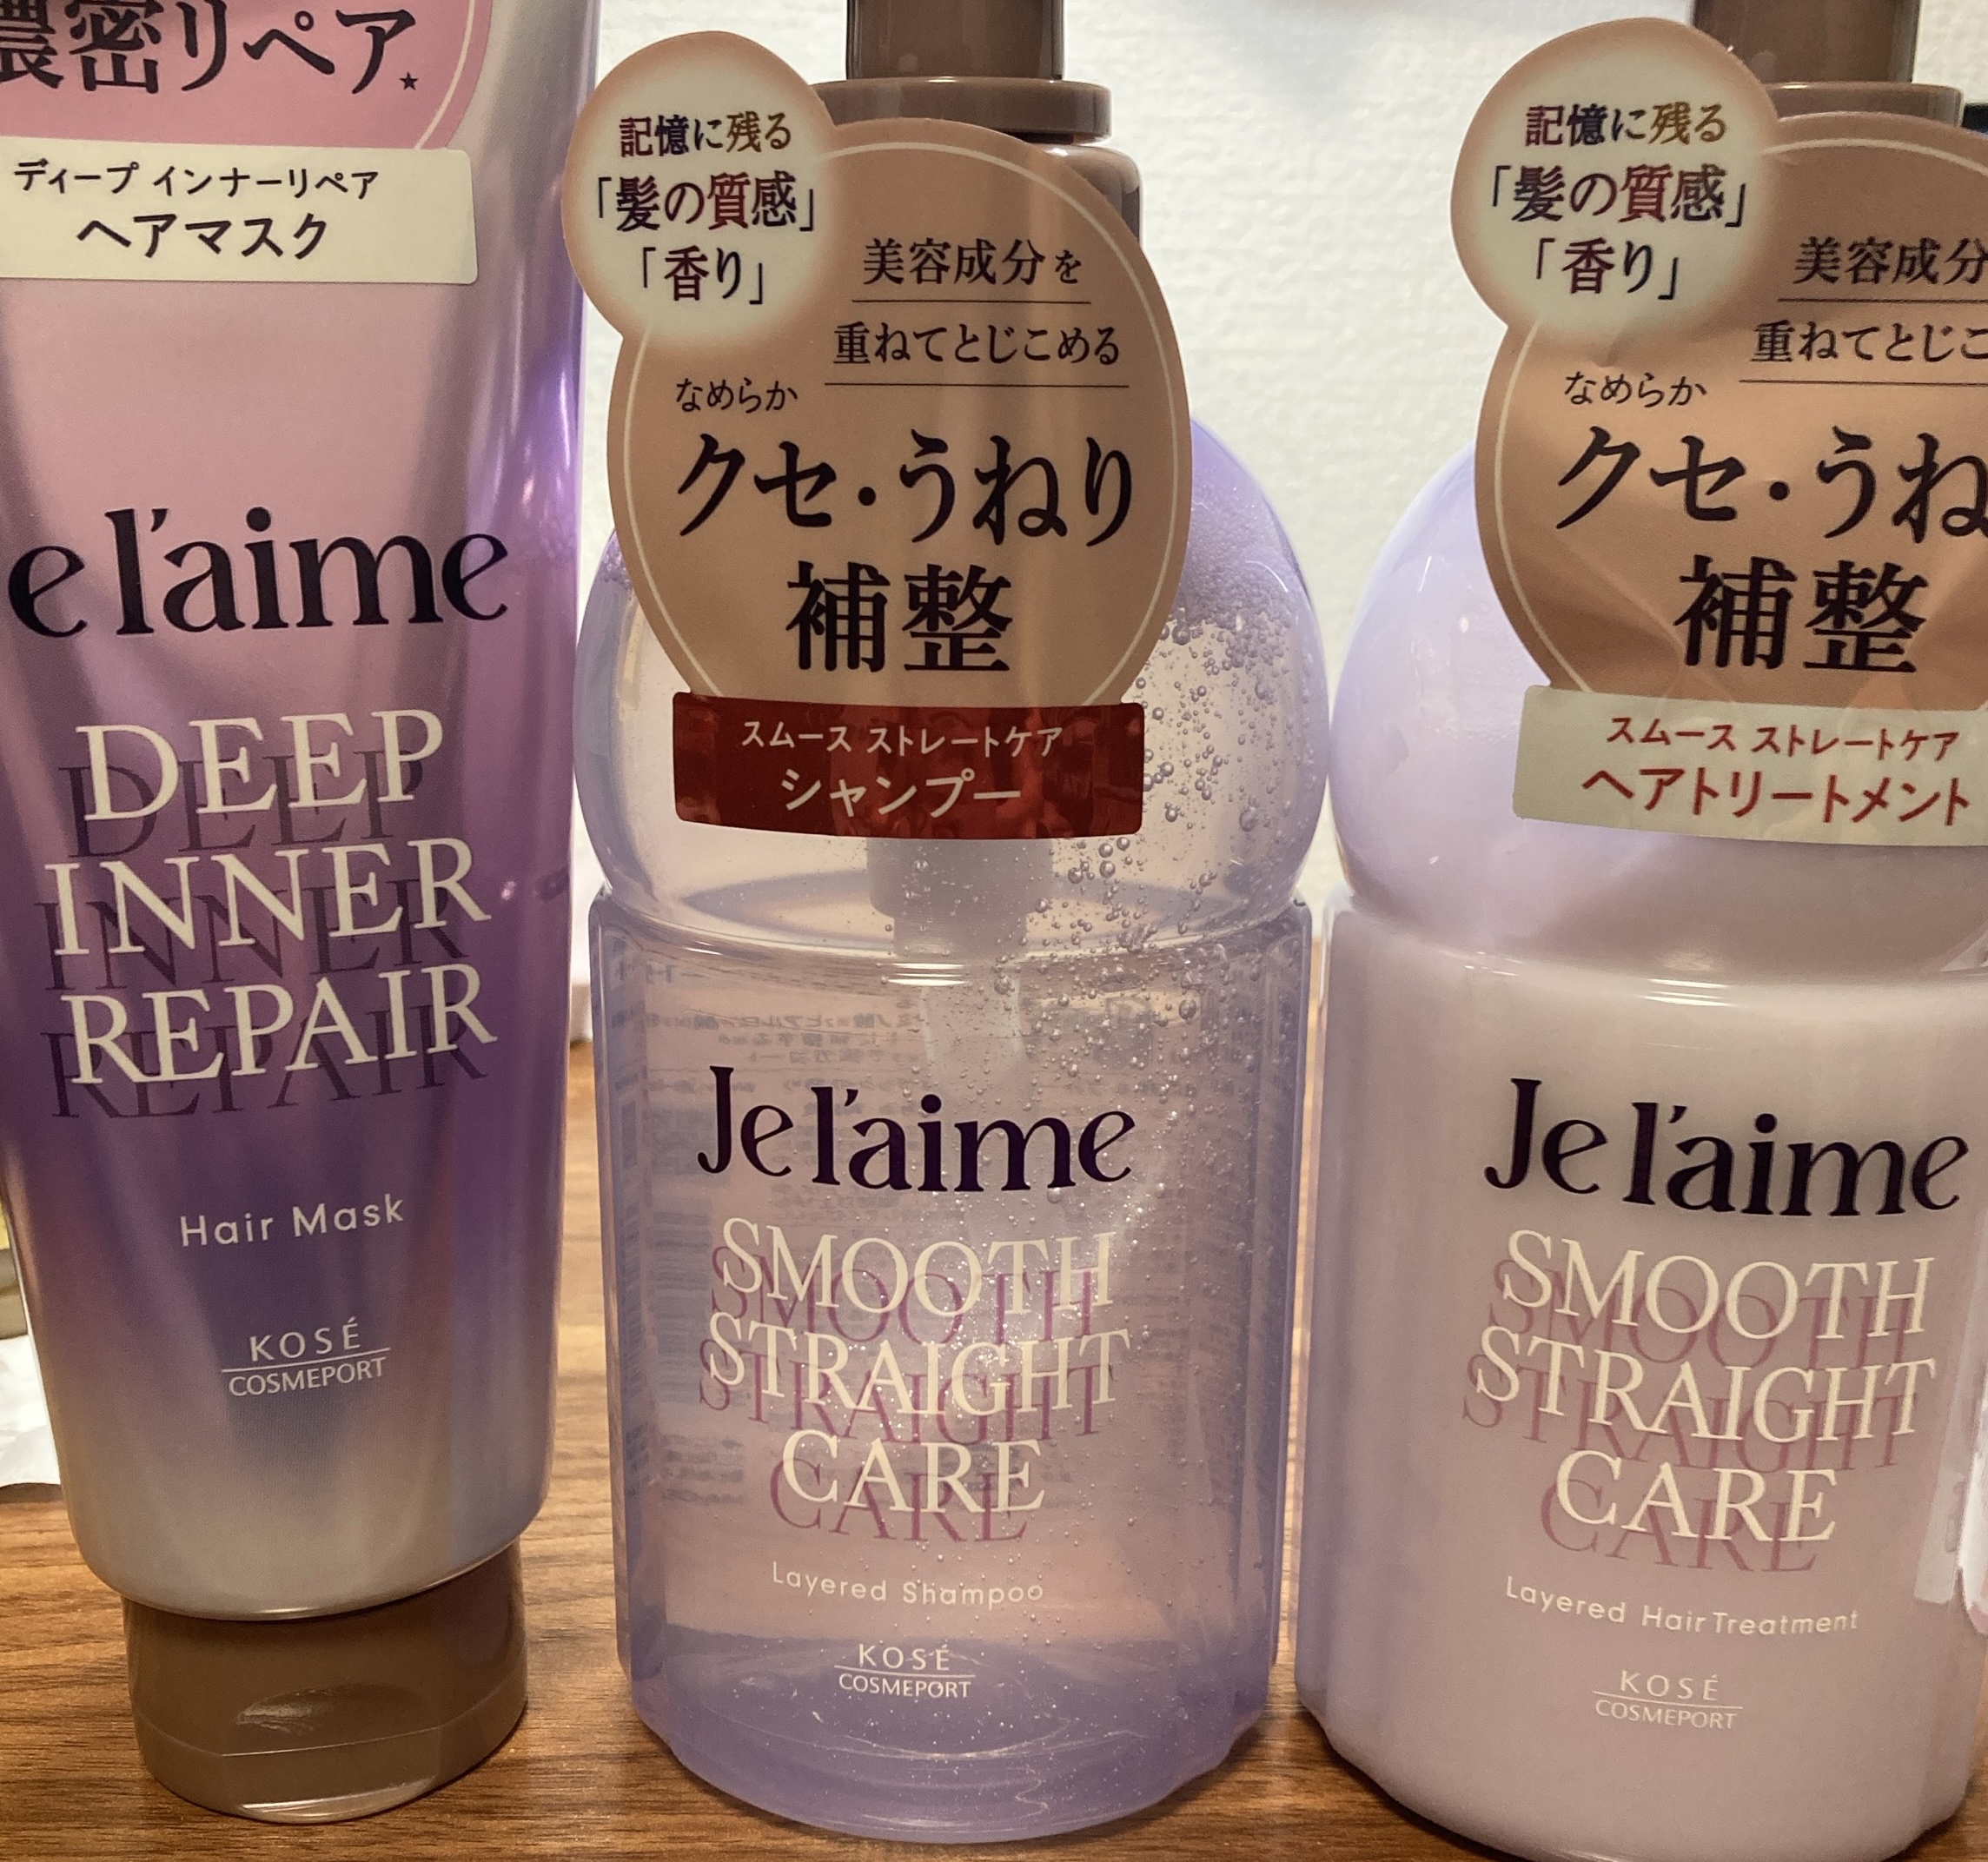 濃密リペア★
ディープ インナーリペア
ヘアマスク
e l'aime
DEEP
INNER
REPAIR
Hair Mask
KOSÉ
COSMEPORT
記憶に残る
「髪の質感」
「香り」
美容成分を
重ねてとじこめる
なめらか
クセ・うねり
補整
スムース ストレートケア
シャンプー
Je l'aime
SMOOTH
STRAIGHT
CARE
Layered Shampoo
KOSÉ
COSMEPORT
記憶に残る
「髪の質感」
「香り」
美容成分
重ねてとじこ
なめらか
クセ・うね
補整
スムース ストレートケア
ヘアトリートメント
Je l'aime
SMOOTH
STRAIGHT
CARE
Layered Hair Treatment
KOSÉ
COSMEPORT